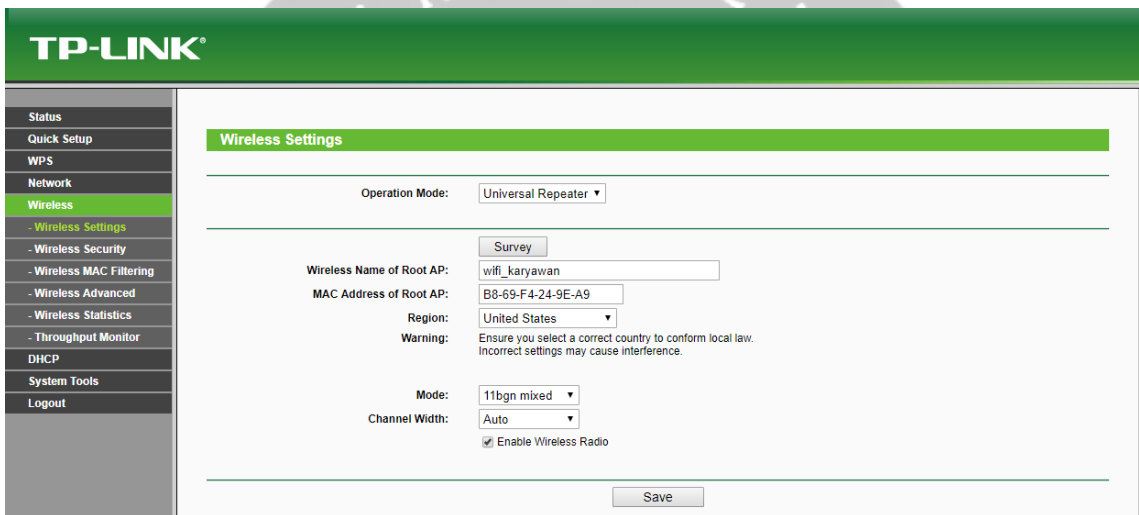 TP-LINK®
Status
Quick Setup
WPS
Network
Wireless
- Wireless Settings
- Wireless Security
- Wireless MAC Filtering
- Wireless Advanced
- Wireless Statistics
- Throughput Monitor
DHCP
System Tools
Logout
Wireless Settings
Operation Mode: Universal Repeater
Survey
Wireless Name of Root AP: wifi_karyawan
MAC Address of Root AP: B8-69-F4-24-9E-A9
Region: United States
Warning: Ensure you select a correct country to conform local law.
Incorrect settings may cause interference.
Mode: 11bgn mixed
Channel Width: Auto
Enable Wireless Radio
Save